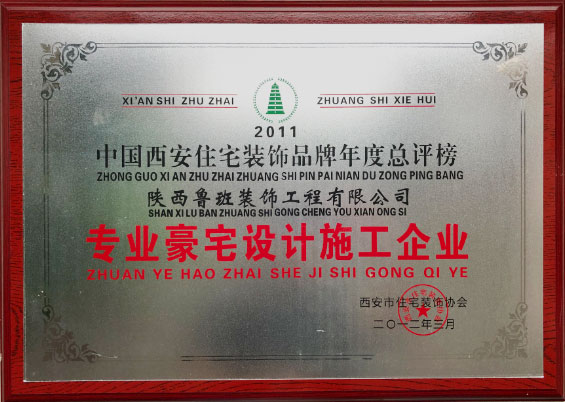 XI'AN SHI ZHU ZHAI ZHUANG SHI XIE HUI
2011
中国西安住宅装饰品牌年度总评榜
ZHONG GUO XI AN ZHU ZHAI ZHUANG SHI PIN PAI NIAN DU ZONG PING BANG
陕西鲁班装饰工程有限公司
SHAN XI LU BAN ZHUANG SHI GONG CHENG YOU XIAN ONG SI
专业豪宅设计施工企业
ZHUAN YE HAO ZHAI SHE JI SHI GONG QI YE
西安市住宅装饰协会
二〇一二年三月